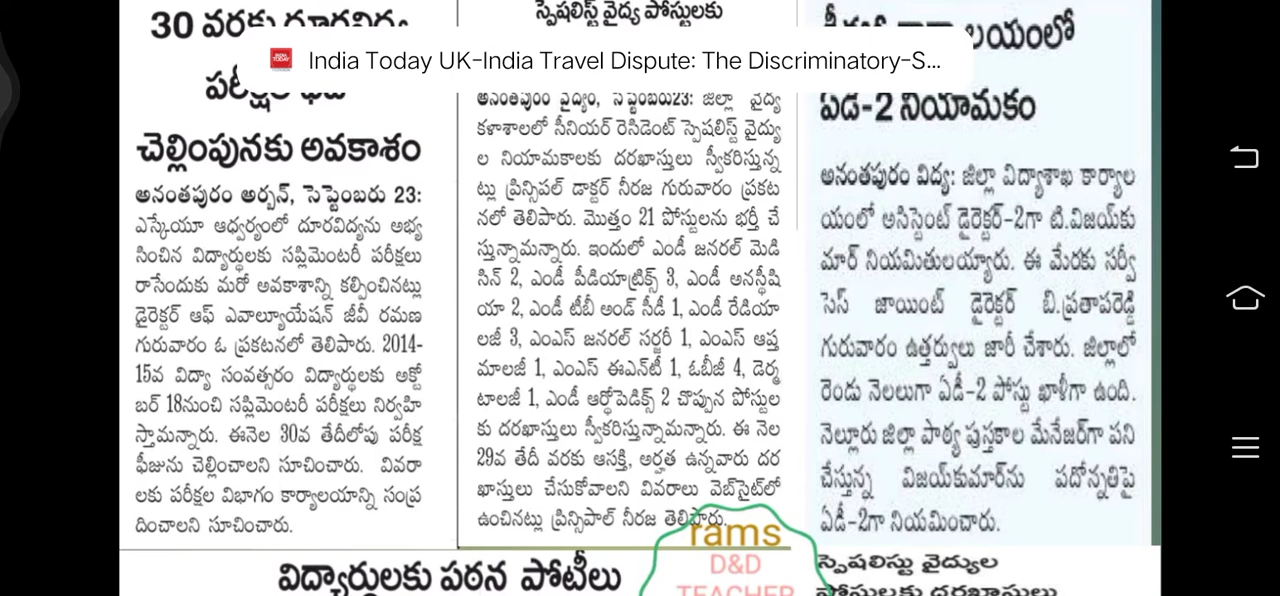 30 వరకు దూరవిద్య
చెల్లింపునకు అవకాశం
అనంతపురం అర్బన్, సెప్టెంబరు 23:
ఎస్కేయూ ఆధ్వర్యంలో దూరవిద్యను అభ్య
సించిన విద్యార్థులకు సప్లిమెంటరీ పరీక్షలు
రాసేందుకు మరో అవకాశాన్ని కల్పించినట్లు
డైరెక్టర్ ఆఫ్ ఎవాల్యూయేషన్ జీవీ రమణ
గురువారం ఓ ప్రకటనలో తెలిపారు. 2014-
15వ విద్యా సంవత్సరం విద్యార్థులకు అక్టో
బర్ 18నుంచి సప్లిమెంటరీ పరీక్షలు నిర్వహి
స్తామన్నారు. ఈనెల 30వ తేదీలోపు పరీక్ష
ఫీజును చెల్లించాలని సూచించారు. వివరా
లకు పరీక్షల విభాగం కార్యాలయాన్ని సంప్ర
దించాలని సూచించారు.
స్పెషలిస్ట్ వైద్య పోస్టులకు
India Today UK-India Travel Dispute: The Discriminatory-S...
అనంతపురం వైద్యం, సెప్టెంబరు23: జిల్లా వైద్య
కళాశాలలో సీనియర్ రెసిడెంట్ స్పెషలిస్ట్ వైద్యు
ల నియామకాలకు దరఖాస్తులు స్వీకరిస్తున్న
ట్లు ప్రిన్సిపల్ డాక్టర్ నీరజ గురువారం ప్రకట
నలో తెలిపారు. మొత్తం 21 పోస్టులను భర్తీ చే
స్తున్నామన్నారు. ఇందులో ఎండీ జనరల్ మెడి
సిన్ 2, ఎండీ పీడియాట్రిక్స్ 3, ఎండీ అనస్థీషి
యా 2, ఎండీ టీబీ అండ్ సీడీ 1, ఎండీ రేడియా
లజీ 3, ఎంఎస్ జనరల్ సర్జరీ 1, ఎంఎస్ ఆప్త
మాలజీ 1, ఎంఎస్ ఈఎన్‌టీ 1, ఓబీజీ 4, డెర్మ
టాలజీ 1, ఎండీ ఆర్థోపెడిక్స్ 2 చొప్పున పోస్టుల
కు దరఖాస్తులు స్వీకరిస్తున్నామన్నారు. ఈ నెల
29వ తేదీ వరకు ఆసక్తి, అర్హత ఉన్నవారు దర
ఖాస్తులు చేసుకోవాలని వివరాలు వెబ్‌సైట్‌లో
ఉంచినట్లు ప్రిన్సిపాల్ నీరజ తెలిపారు.
లయంలో
ఏడీ-2 నియామకం
అనంతపురం విద్య: జిల్లా విద్యాశాఖ కార్యాల
యంలో అసిస్టెంట్ డైరెక్టర్-2గా టి.విజయ్‌కు
మార్ నియమితులయ్యారు. ఈ మేరకు సర్వీ
సెస్ జాయింట్ డైరెక్టర్ బి.ప్రతాపరెడ్డి
గురువారం ఉత్తర్వులు జారీ చేశారు. జిల్లాలో
రెండు నెలలుగా ఏడీ-2 పోస్టు ఖాళీగా ఉంది.
నెల్లూరు జిల్లా పాఠ్య పుస్తకాల మేనేజర్‌గా పని
చేస్తున్న విజయ్‌కుమార్‌ను పదోన్నతిపై
ఏడీ-2గా నియమించారు.
rams
D&D
TEACHER
విద్యార్థులకు పఠన పోటీలు
స్పెషలిస్టు వైద్యుల
పోస్టులకు దరఖాస్తులు